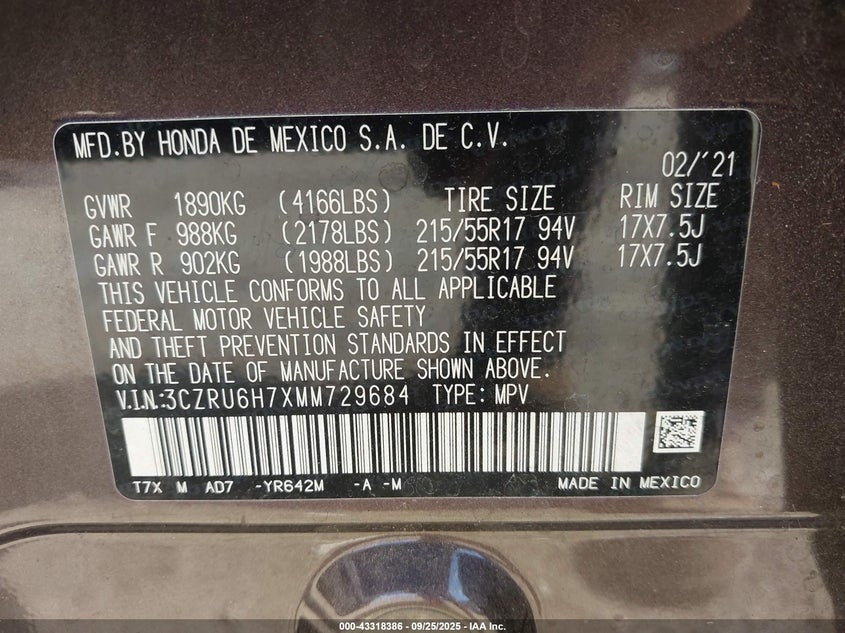 MFD.BY HONDA DE MEXICO S.A. DE C.V.
02/'21
GVWR 1890KG (4166LBS) TIRE SIZE RIM SIZE
GAWR F 988KG (2178LBS) 215/55R17 94V 17X7.5J
GAWR R 902KG (1988LBS) 215/55R17 94V 17X7.5J
THIS VEHICLE CONFORMS TO ALL APPLICABLE
FEDERAL MOTOR VEHICLE SAFETY
AND THEFT PREVENTION STANDARDS IN EFFECT
ON THE DATE OF MANUFACTURE SHOWN ABOVE.
V.I.N.:3CZRU6H7XMM729684 TYPE: MPV
T7X M AD7 -YR642M -A -M MADE IN MEXICO
000-43318386 - 09/25/2025 - IAA Inc.